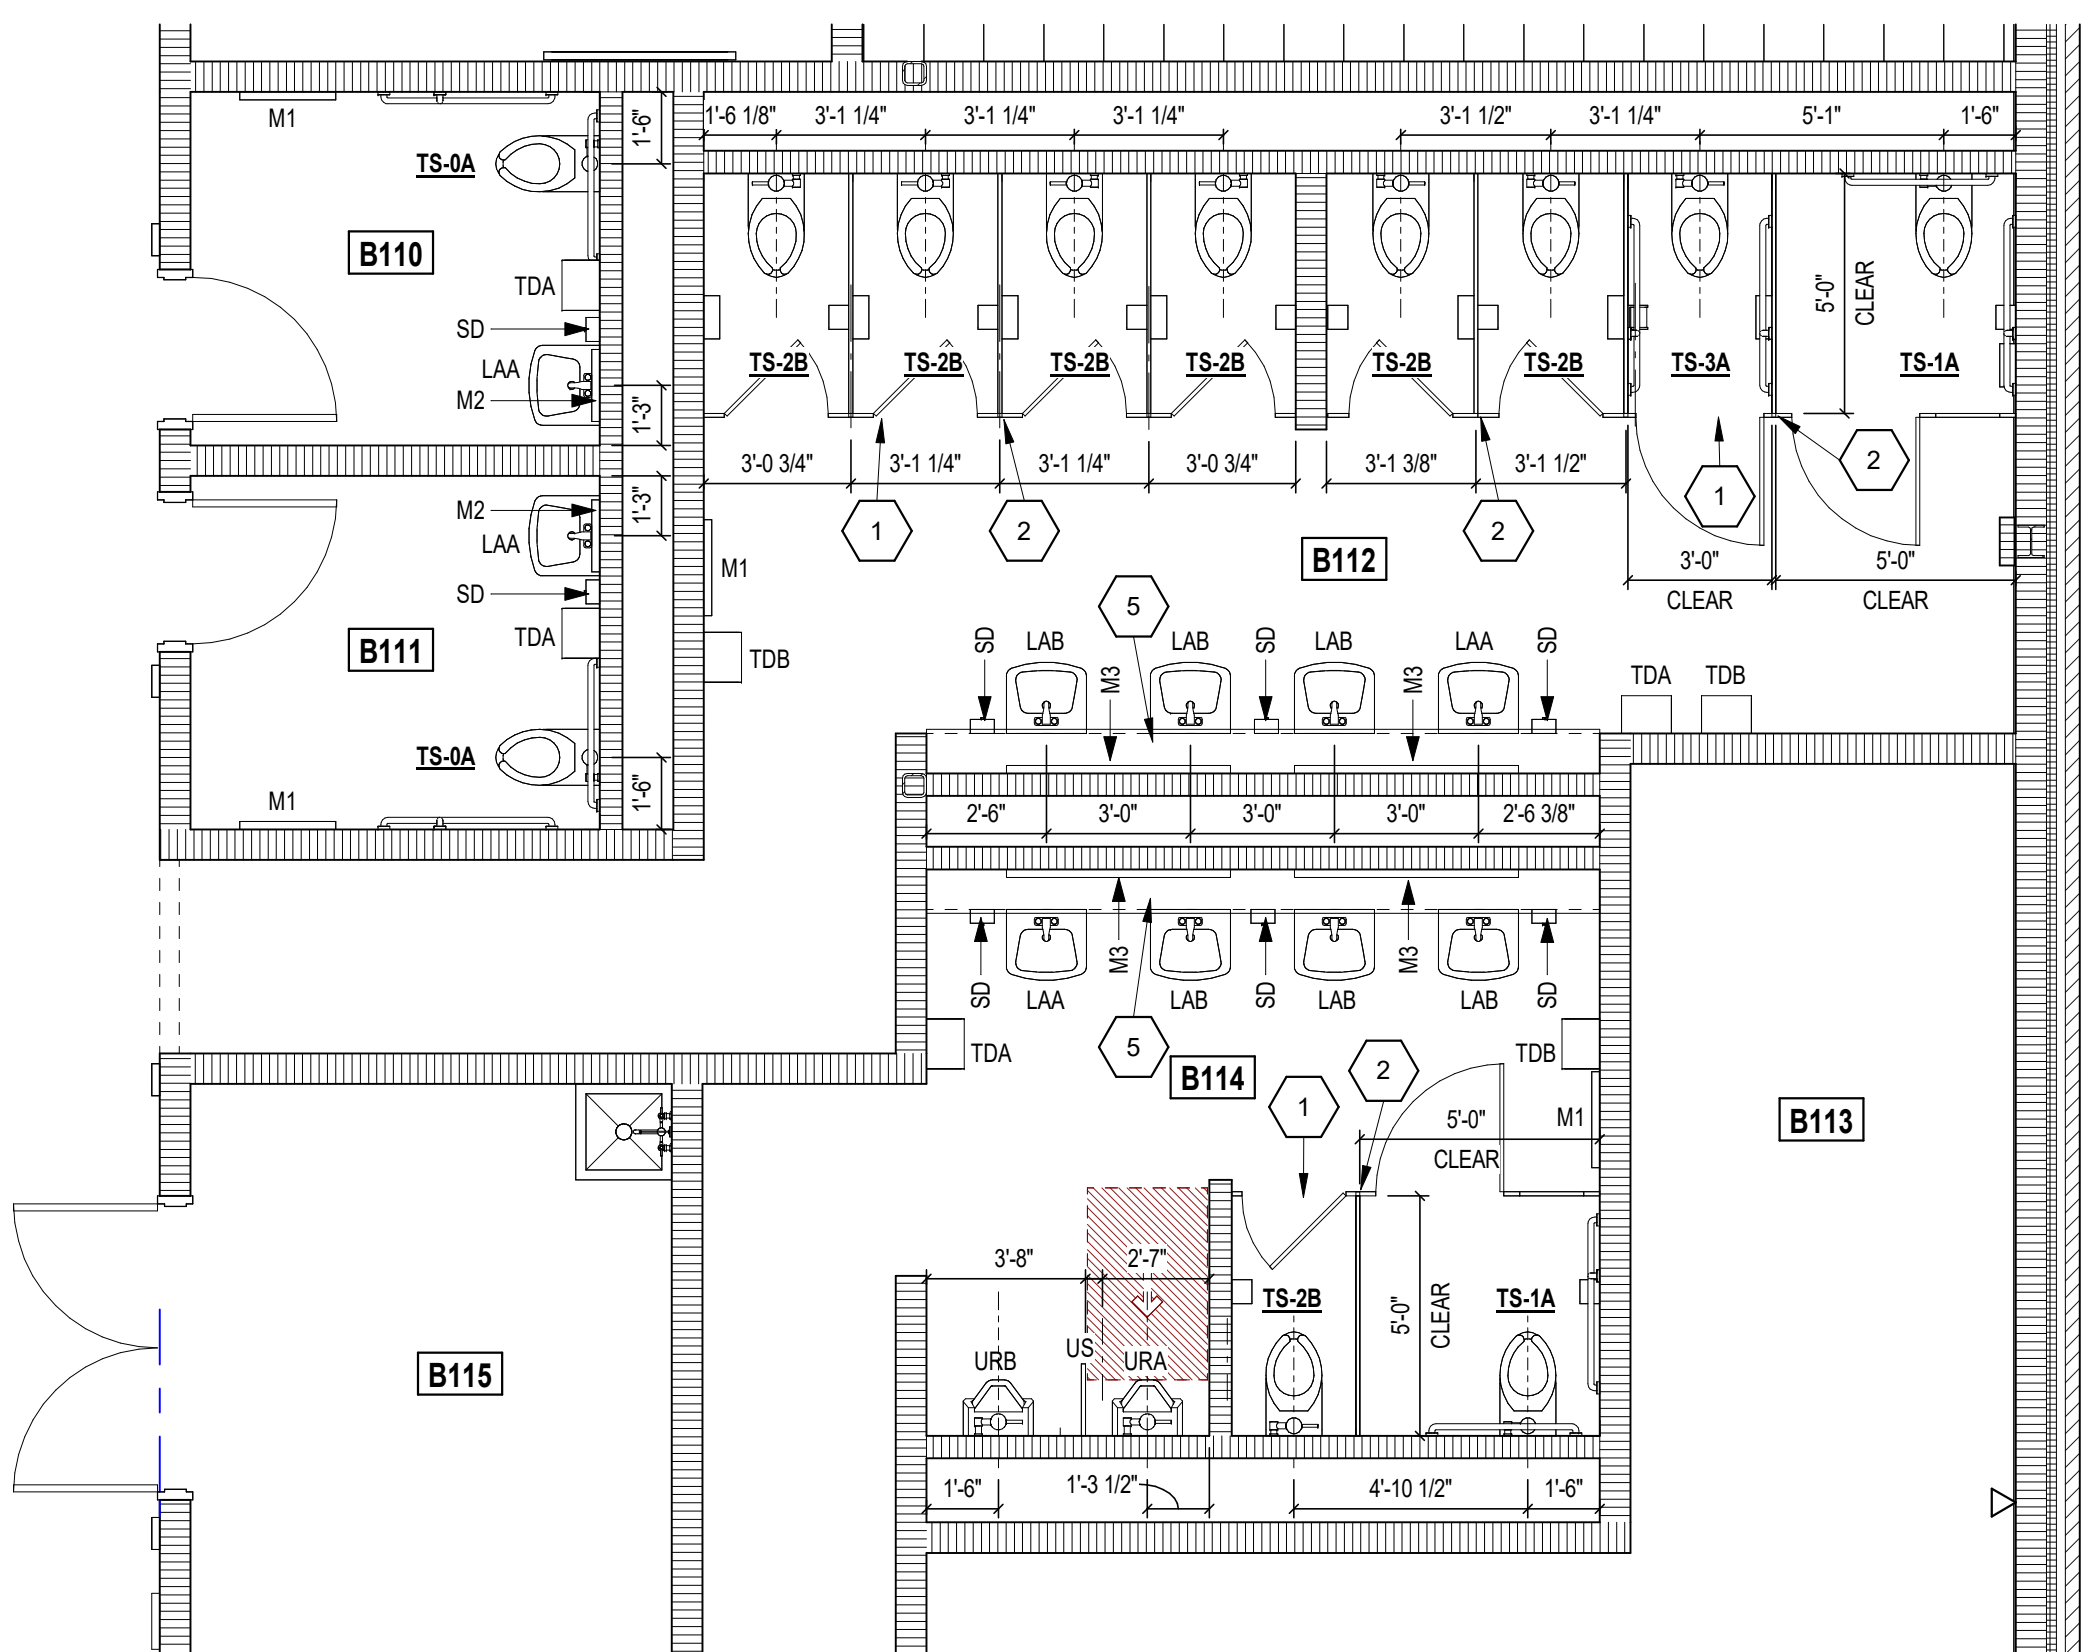 1'-6 1/8" 3'-1 1/4" 3'-1 1/4" 3'-1 1/4" 3'-1 1/2" 3'-1 1/4" 5'-1" 1'-6"
M1
1'-6"
TS-0A
B110
TDA
SD
LAA
M2
1'-3"
5'-0"
CLEAR
TS-2B TS-2B TS-2B TS-2B TS-2B TS-2B TS-3A TS-1A
3'-0 3/4" 3'-1 1/4" 3'-1 1/4" 3'-0 3/4" 3'-1 3/8" 3'-1 1/2"
2
1
1 2 2
M2
1'-3"
LAA
SD
TDA
B111
TS-0A
1'-6"
M1
M1
TDB
B112
3'-0" 5'-0"
CLEAR CLEAR
5
SD LAB LAB SD LAB LAA SD
M3 M3
TDA TDB
2'-6" 3'-0" 3'-0" 3'-0" 2'-6 3/8"
M3 M3
SD LAA LAB SD LAB LAB SD
5
TDA TDB
B114
2
1
5'-0"
CLEAR
M1
B113
3'-8" 2'-7"
TS-2B TS-1A
5'-0"
CLEAR
URB US URA
B115
1'-6" 1'-3 1/2" 4'-10 1/2" 1'-6"